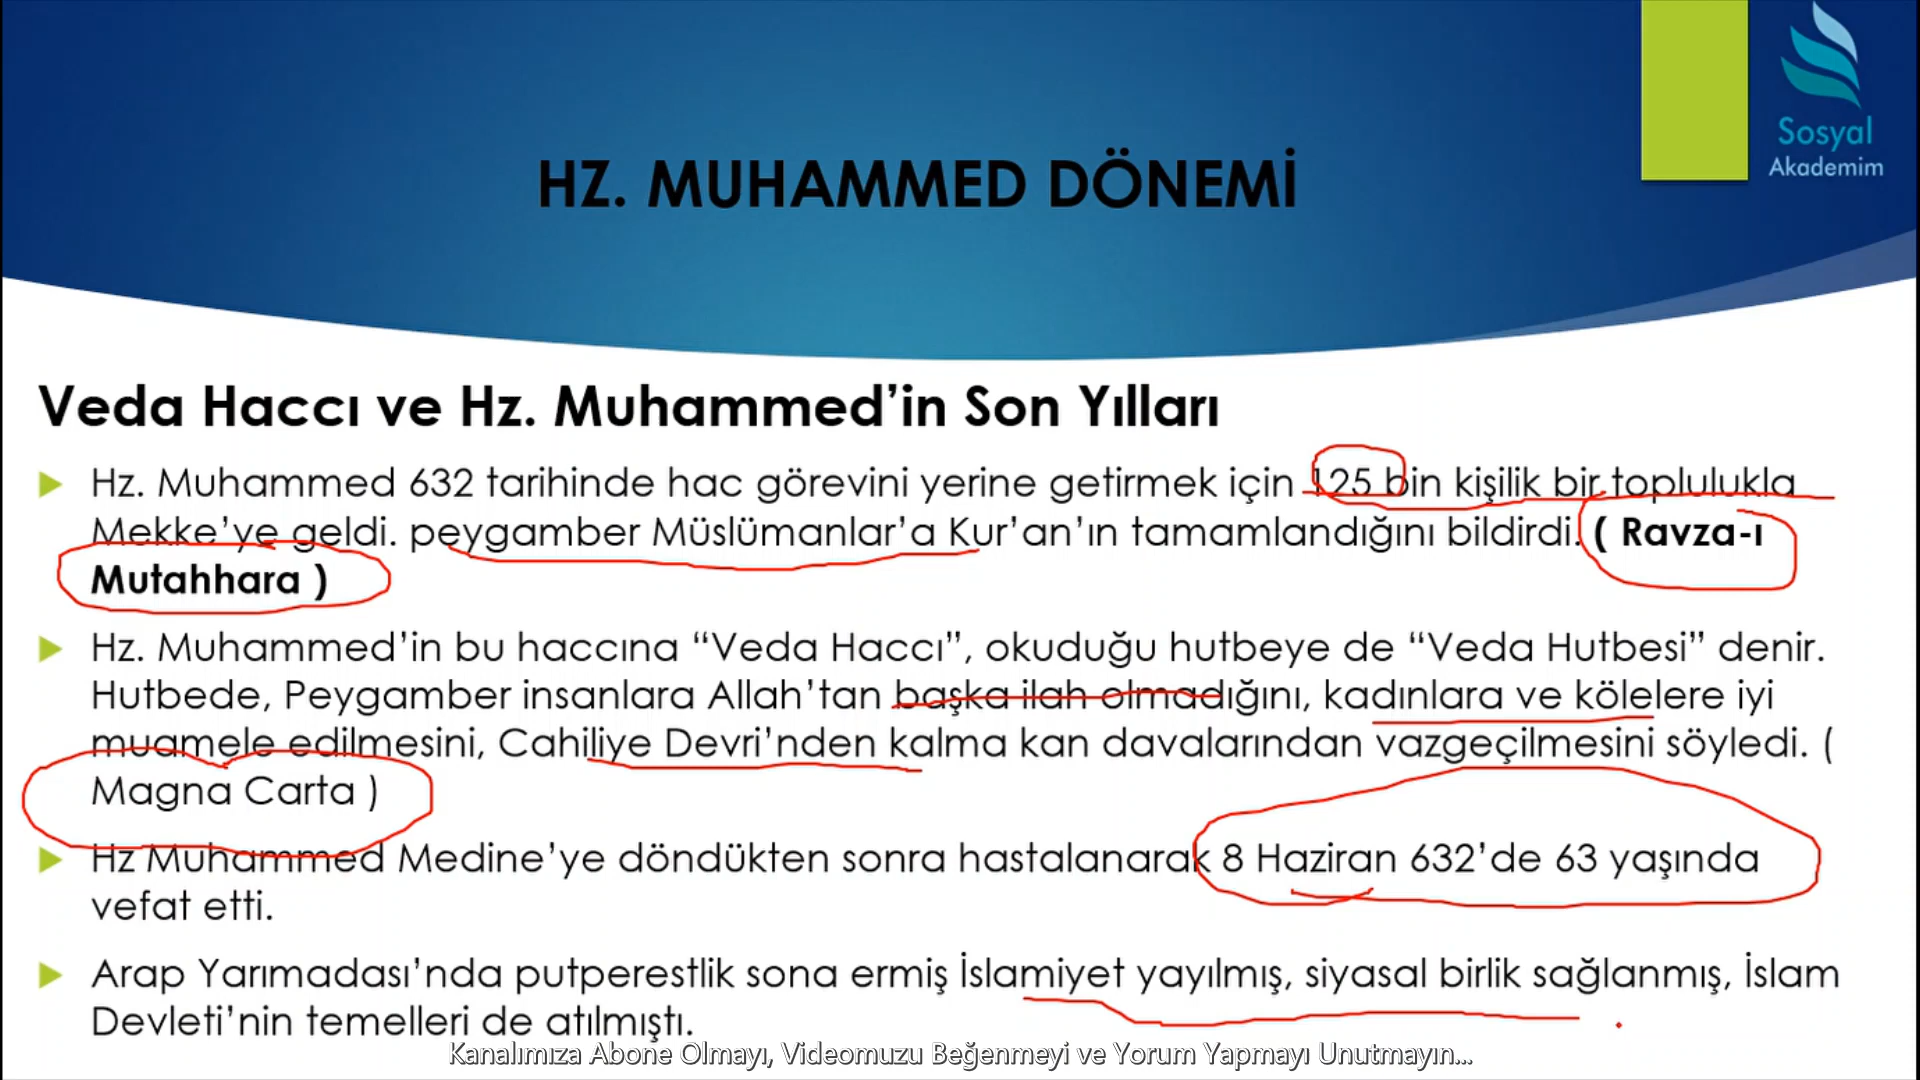 Sosyal
Akademim
HZ. MUHAMMED DÖNEMİ
Veda Haccı ve Hz. Muhammed’in Son Yılları
Hz. Muhammed 632 tarihinde hac görevini yerine getirmek için 125 bin kişilik bir toplulukla
Mekke’ye geldi. peygamber Müslümanlar’a Kur’an’ın tamamlandığını bildirdi. ( Ravza-ı
Mutahhara )
Hz. Muhammed’in bu haccına “Veda Haccı”, okuduğu hutbeye de “Veda Hutbesi” denir.
Hutbede, Peygamber insanlara Allah’tan başka ilah olmadığını, kadınlara ve kölelere iyi
muamele edilmesini, Cahiliye Devri’nden kalma kan davalarından vazgeçilmesini söyledi. (
Magna Carta )
Hz Muhammed Medine’ye döndükten sonra hastalanarak 8 Haziran 632’de 63 yaşında
vefat etti.
Arap Yarımadası’nda putperestlik sona ermiş İslamiyet yayılmış, siyasal birlik sağlanmış, İslam
Devleti’nin temelleri de atılmıştı.
Kanalımıza Abone Olmayı, Videomuzu Beğenmeyi ve Yorum Yapmayı Unutmayın...